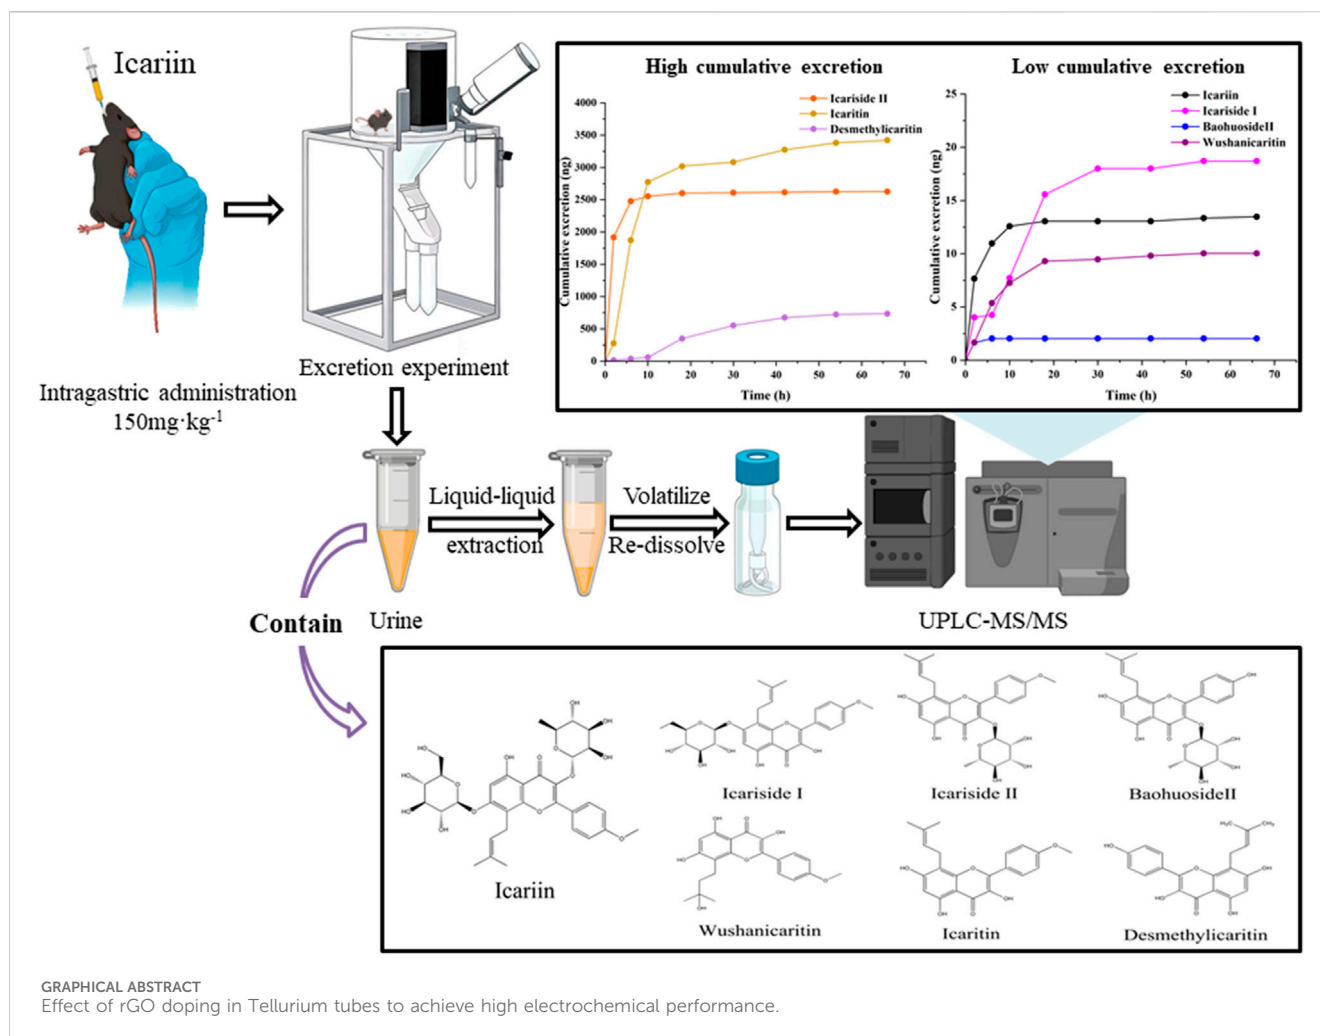 Icariin
Intragastric administration
150mg·kg-1
Excretion experiment
High cumulative excretion
Icariside II
Icaritin
Desmethylicaritin
Cumulative excretion (ng)
4000
3500
3000
2500
2000
1500
1000
500
0
0 10 20 30 40 50 60 70
Time (h)
Low cumulative excretion
Icariin
Icariside I
BaohuosideII
Wushanicaritin
Cumulative excretion (ng)
25
20
15
10
5
0
0 10 20 30 40 50 60 70
Time (h)
Liquid-liquid
extraction
Volatilize
Re-dissolve
Contain
Urine
UPLC-MS/MS
Icariin
Icariside I
Icariside II
BaohuosideII
Wushanicaritin
Icaritin
Desmethylicaritin
GRAPHICAL ABSTRACT
Effect of rGO doping in Tellurium tubes to achieve high electrochemical performance.